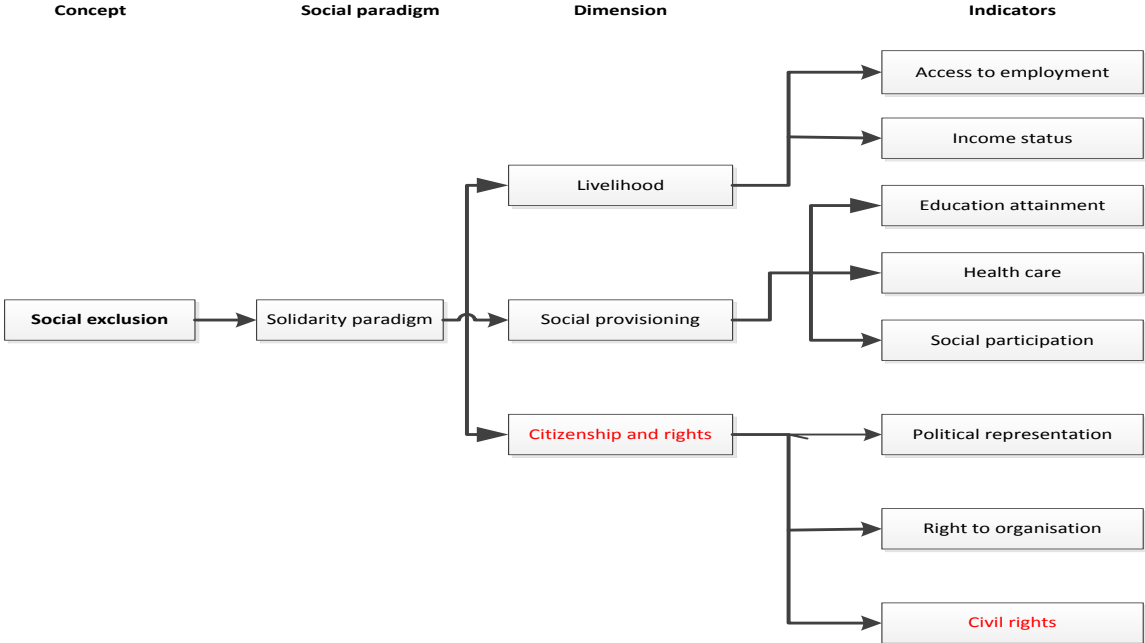 Concept
Social paradigm
Dimension
Indicators
Access to employment
Income status
Livelihood
Education attainment
Health care
Social exclusion
Solidarity paradigm
Social provisioning
Social participation
Citizenship and rights
Political representation
Right to organisation
Civil rights